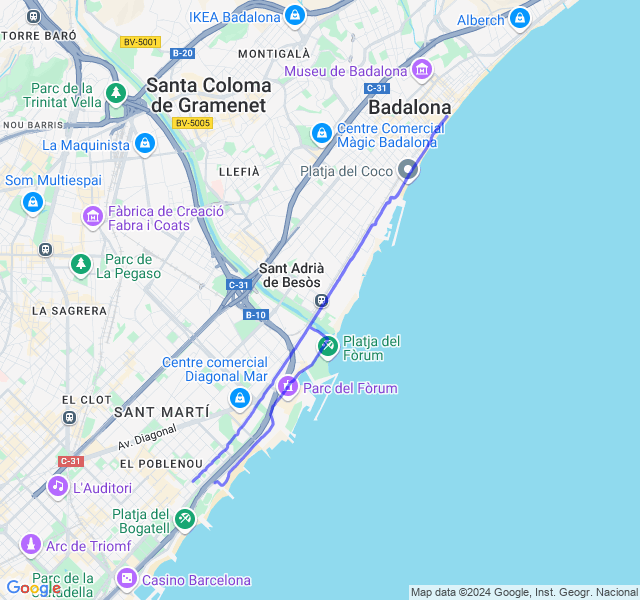 IKEA Badalona
Alberch
TORRE BARÓ
BV-5001
B-20
MONTIGALÀ
Museu de Badalona
Parc de la
Trinitat Vella
Santa Coloma
de Gramenet
C-31
Badalona
NOU BARRIS
BV-5005
Centre Comercial
Màgic Badalona
La Maquinista
LLEFIÀ
Platja del Coco
Som Multiespai
Fàbrica de Creació
Fabra i Coats
Parc de
La Pegaso
Sant Adrià
de Besòs
C-31
LA SAGRERA
B-10
Platja del
Fòrum
Centre comercial
Diagonal Mar
Parc del Fòrum
EL CLOT
SANT MARTÍ
Av. Diagonal
C-31
EL POBLENOU
L'Auditori
Platja del
Bogatell
Arc de Triomf
Parc de la
Ciutadella
Casino Barcelona
Google
Map data ©2024 Google, Inst. Geogr. Nacional